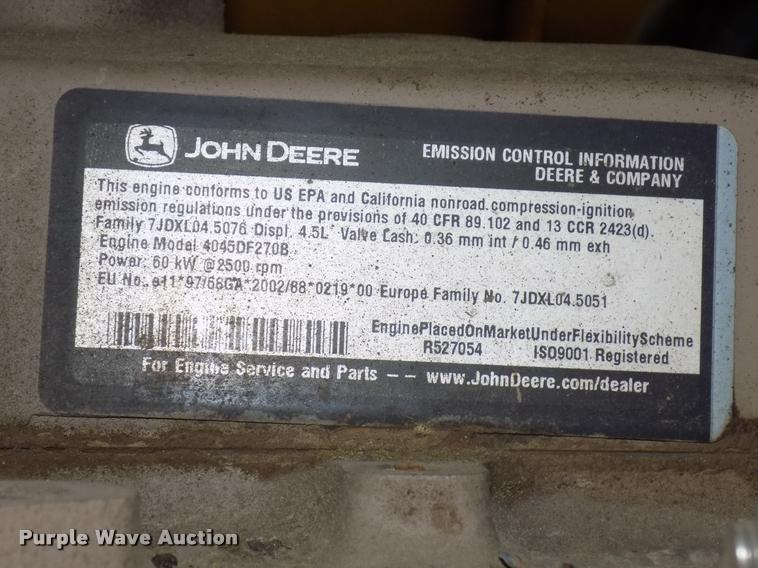 JOHN DEERE
EMISSION CONTROL INFORMATION
DEERE & COMPANY
This engine conforms to US EPA and California nonroad compression-ignition
emission regulations under the provisions of 40 CFR 89.102 and 13 CCR 2423(d).
Family 7JDXL04.5076 Displ. 4.5L Valve Lash: 0.36 mm int / 0.46 mm exh
Engine Model 4045DF270B
Power: 60 kW @2500 rpm
EU No. e11*97/68GA*2002/88*0219*00 Europe Family No. 7JDXL04.5051
EnginePlacedOnMarketUnderFlexibilityScheme
R527054 ISO9001 Registered
For Engine Service and Parts -- www.JohnDeere.com/dealer
Purple Wave Auction